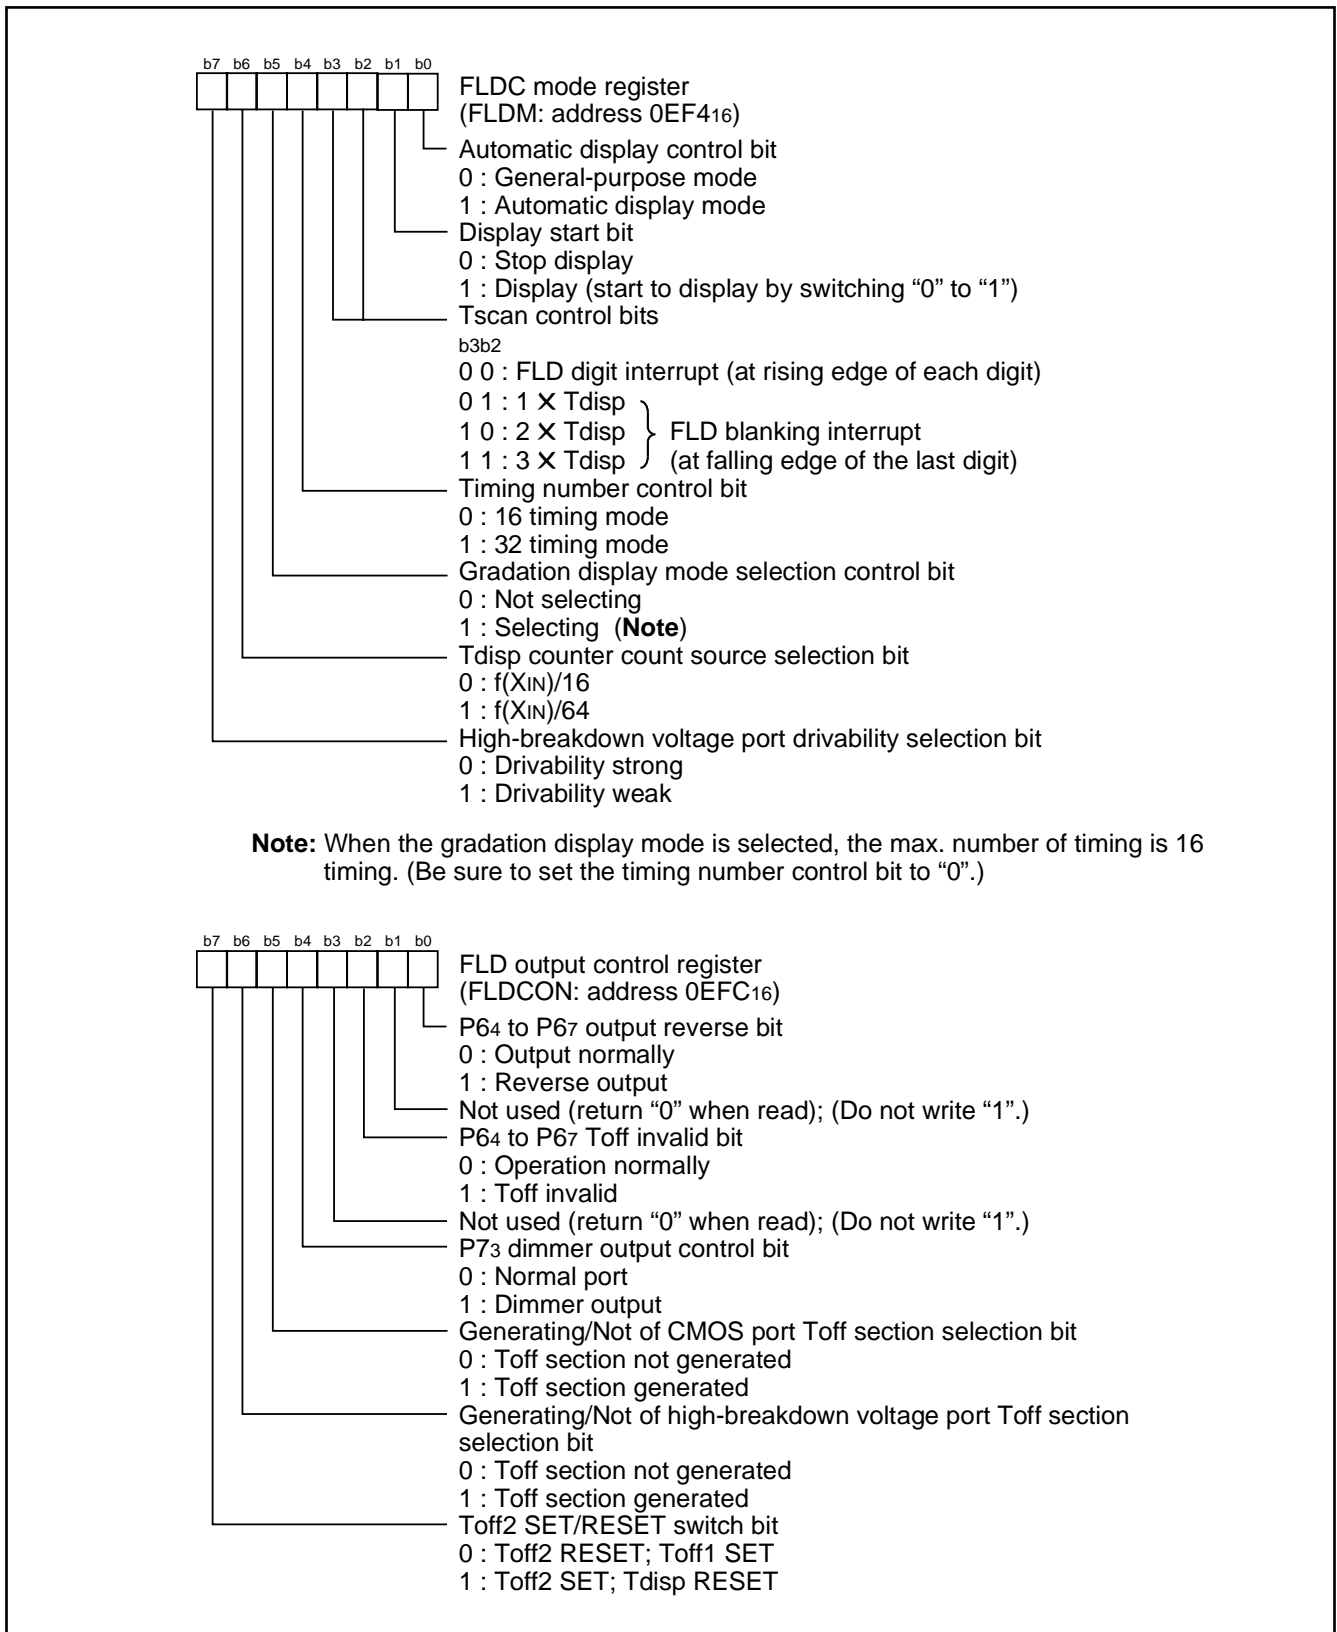 b7 b6 b5 b4 b3 b2 b1 b0
FLDC mode register
(FLDM: address 0EF416)
Automatic display control bit
0 : General-purpose mode
1 : Automatic display mode
Display start bit
0 : Stop display
1 : Display (start to display by switching “0” to “1”)
Tscan control bits
b3b2
0 0 : FLD digit interrupt (at rising edge of each digit)
0 1 : 1 ✕ Tdisp
1 0 : 2 ✕ Tdisp FLD blanking interrupt
1 1 : 3 ✕ Tdisp (at falling edge of the last digit)
Timing number control bit
0 : 16 timing mode
1 : 32 timing mode
Gradation display mode selection control bit
0 : Not selecting
1 : Selecting (Note)
Tdisp counter count source selection bit
0 : f(XIN)/16
1 : f(XIN)/64
High-breakdown voltage port drivability selection bit
0 : Drivability strong
1 : Drivability weak
Note: When the gradation display mode is selected, the max. number of timing is 16
timing. (Be sure to set the timing number control bit to “0”.)
b7 b6 b5 b4 b3 b2 b1 b0
FLD output control register
(FLDCON: address 0EFC16)
P64 to P67 output reverse bit
0 : Output normally
1 : Reverse output
Not used (return “0” when read); (Do not write “1”.)
P64 to P67 Toff invalid bit
0 : Operation normally
1 : Toff invalid
Not used (return “0” when read); (Do not write “1”.)
P73 dimmer output control bit
0 : Normal port
1 : Dimmer output
Generating/Not of CMOS port Toff section selection bit
0 : Toff section not generated
1 : Toff section generated
Generating/Not of high-breakdown voltage port Toff section
selection bit
0 : Toff section not generated
1 : Toff section generated
Toff2 SET/RESET switch bit
0 : Toff2 RESET; Toff1 SET
1 : Toff2 SET; Tdisp RESET